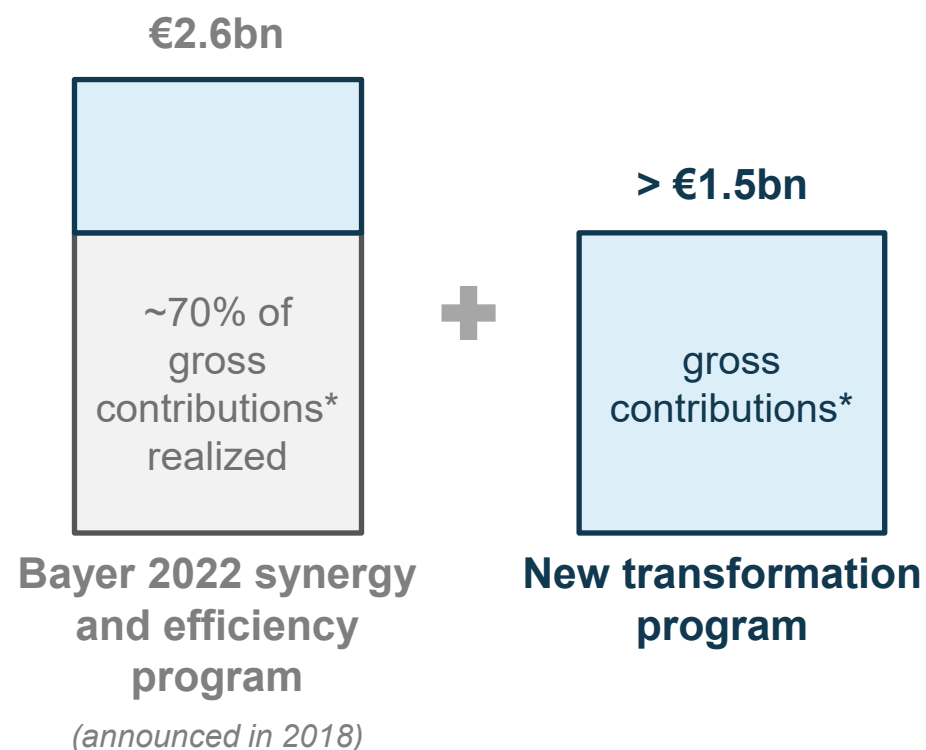 €2.6bn
~70% of
gross
contributions*
realized
Bayer 2022 synergy
and efficiency
program
(announced in 2018)
> €1.5bn
gross
contributions*
New transformation
program